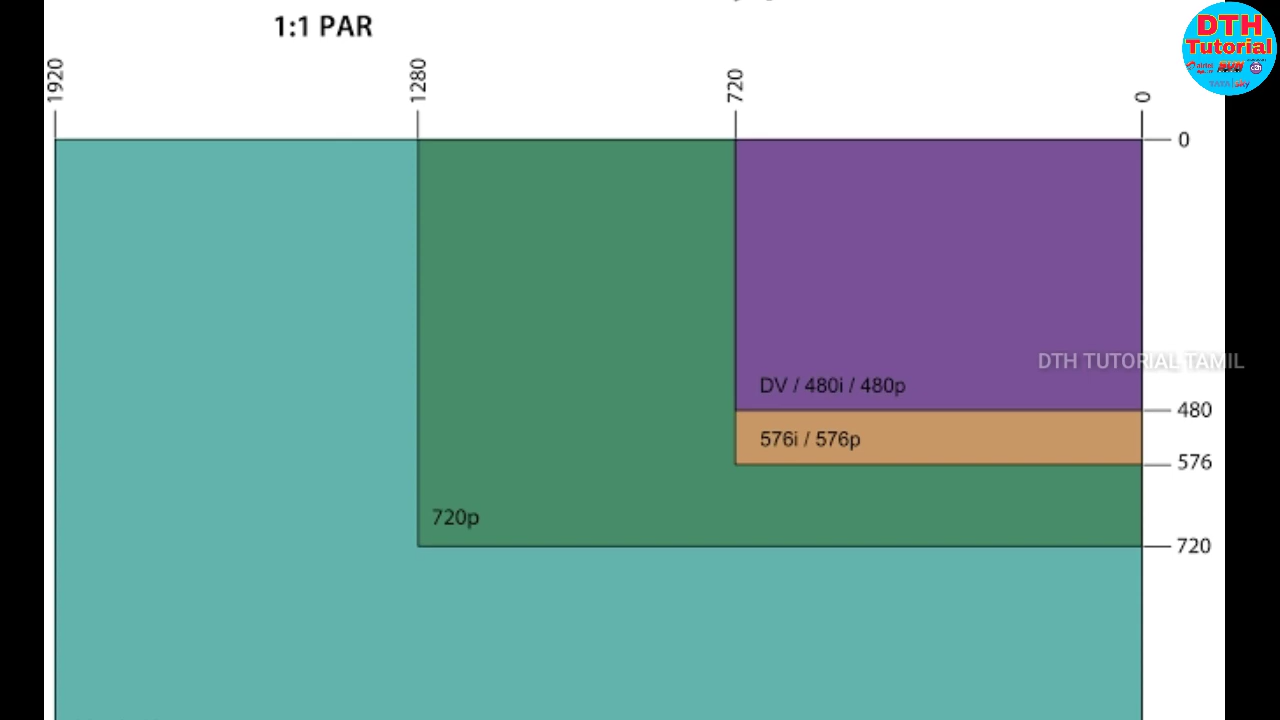 1:1 PAR
DTH
Tutorial
1920
1280
720
0
0
DTH TUTORIAL TAMIL
DV / 480i / 480p
480
576i / 576p
576
720p
720